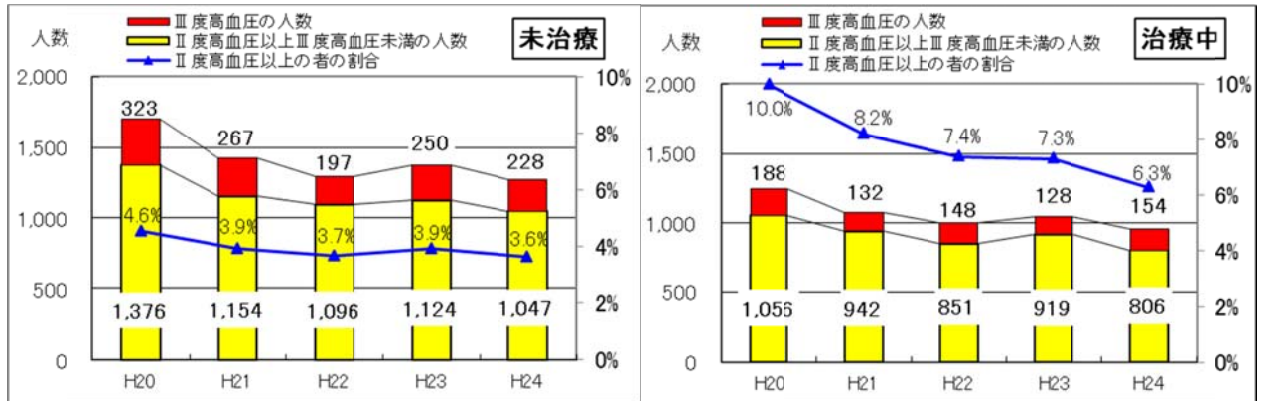 Ⅲ度高血圧の人数
人数
Ⅱ度高血圧以上Ⅲ度高血圧未満の人数
未治療
Ⅱ度高血圧以上の者の割合
2,000
10%
323
267
250
197
228
8%
1,500
6%
4.6%
3.9%
3.7%
3.9%
3.6%
1,000
4%
500
1,376
1,154
1,096
1,124
1,047
2%
0
0%
H20
H21
H22
H23
H24
Ⅲ度高血圧の人数
人数
Ⅱ度高血圧以上Ⅲ度高血圧未満の人数
治療中
Ⅱ度高血圧以上の者の割合
2,000
10%
10.0%
8.2%
7.4%
7.3%
6.3%
8%
1,500
188
132
148
128
154
6%
1,000
4%
500
1,056
942
851
919
806
2%
0
0%
H20
H21
H22
H23
H24